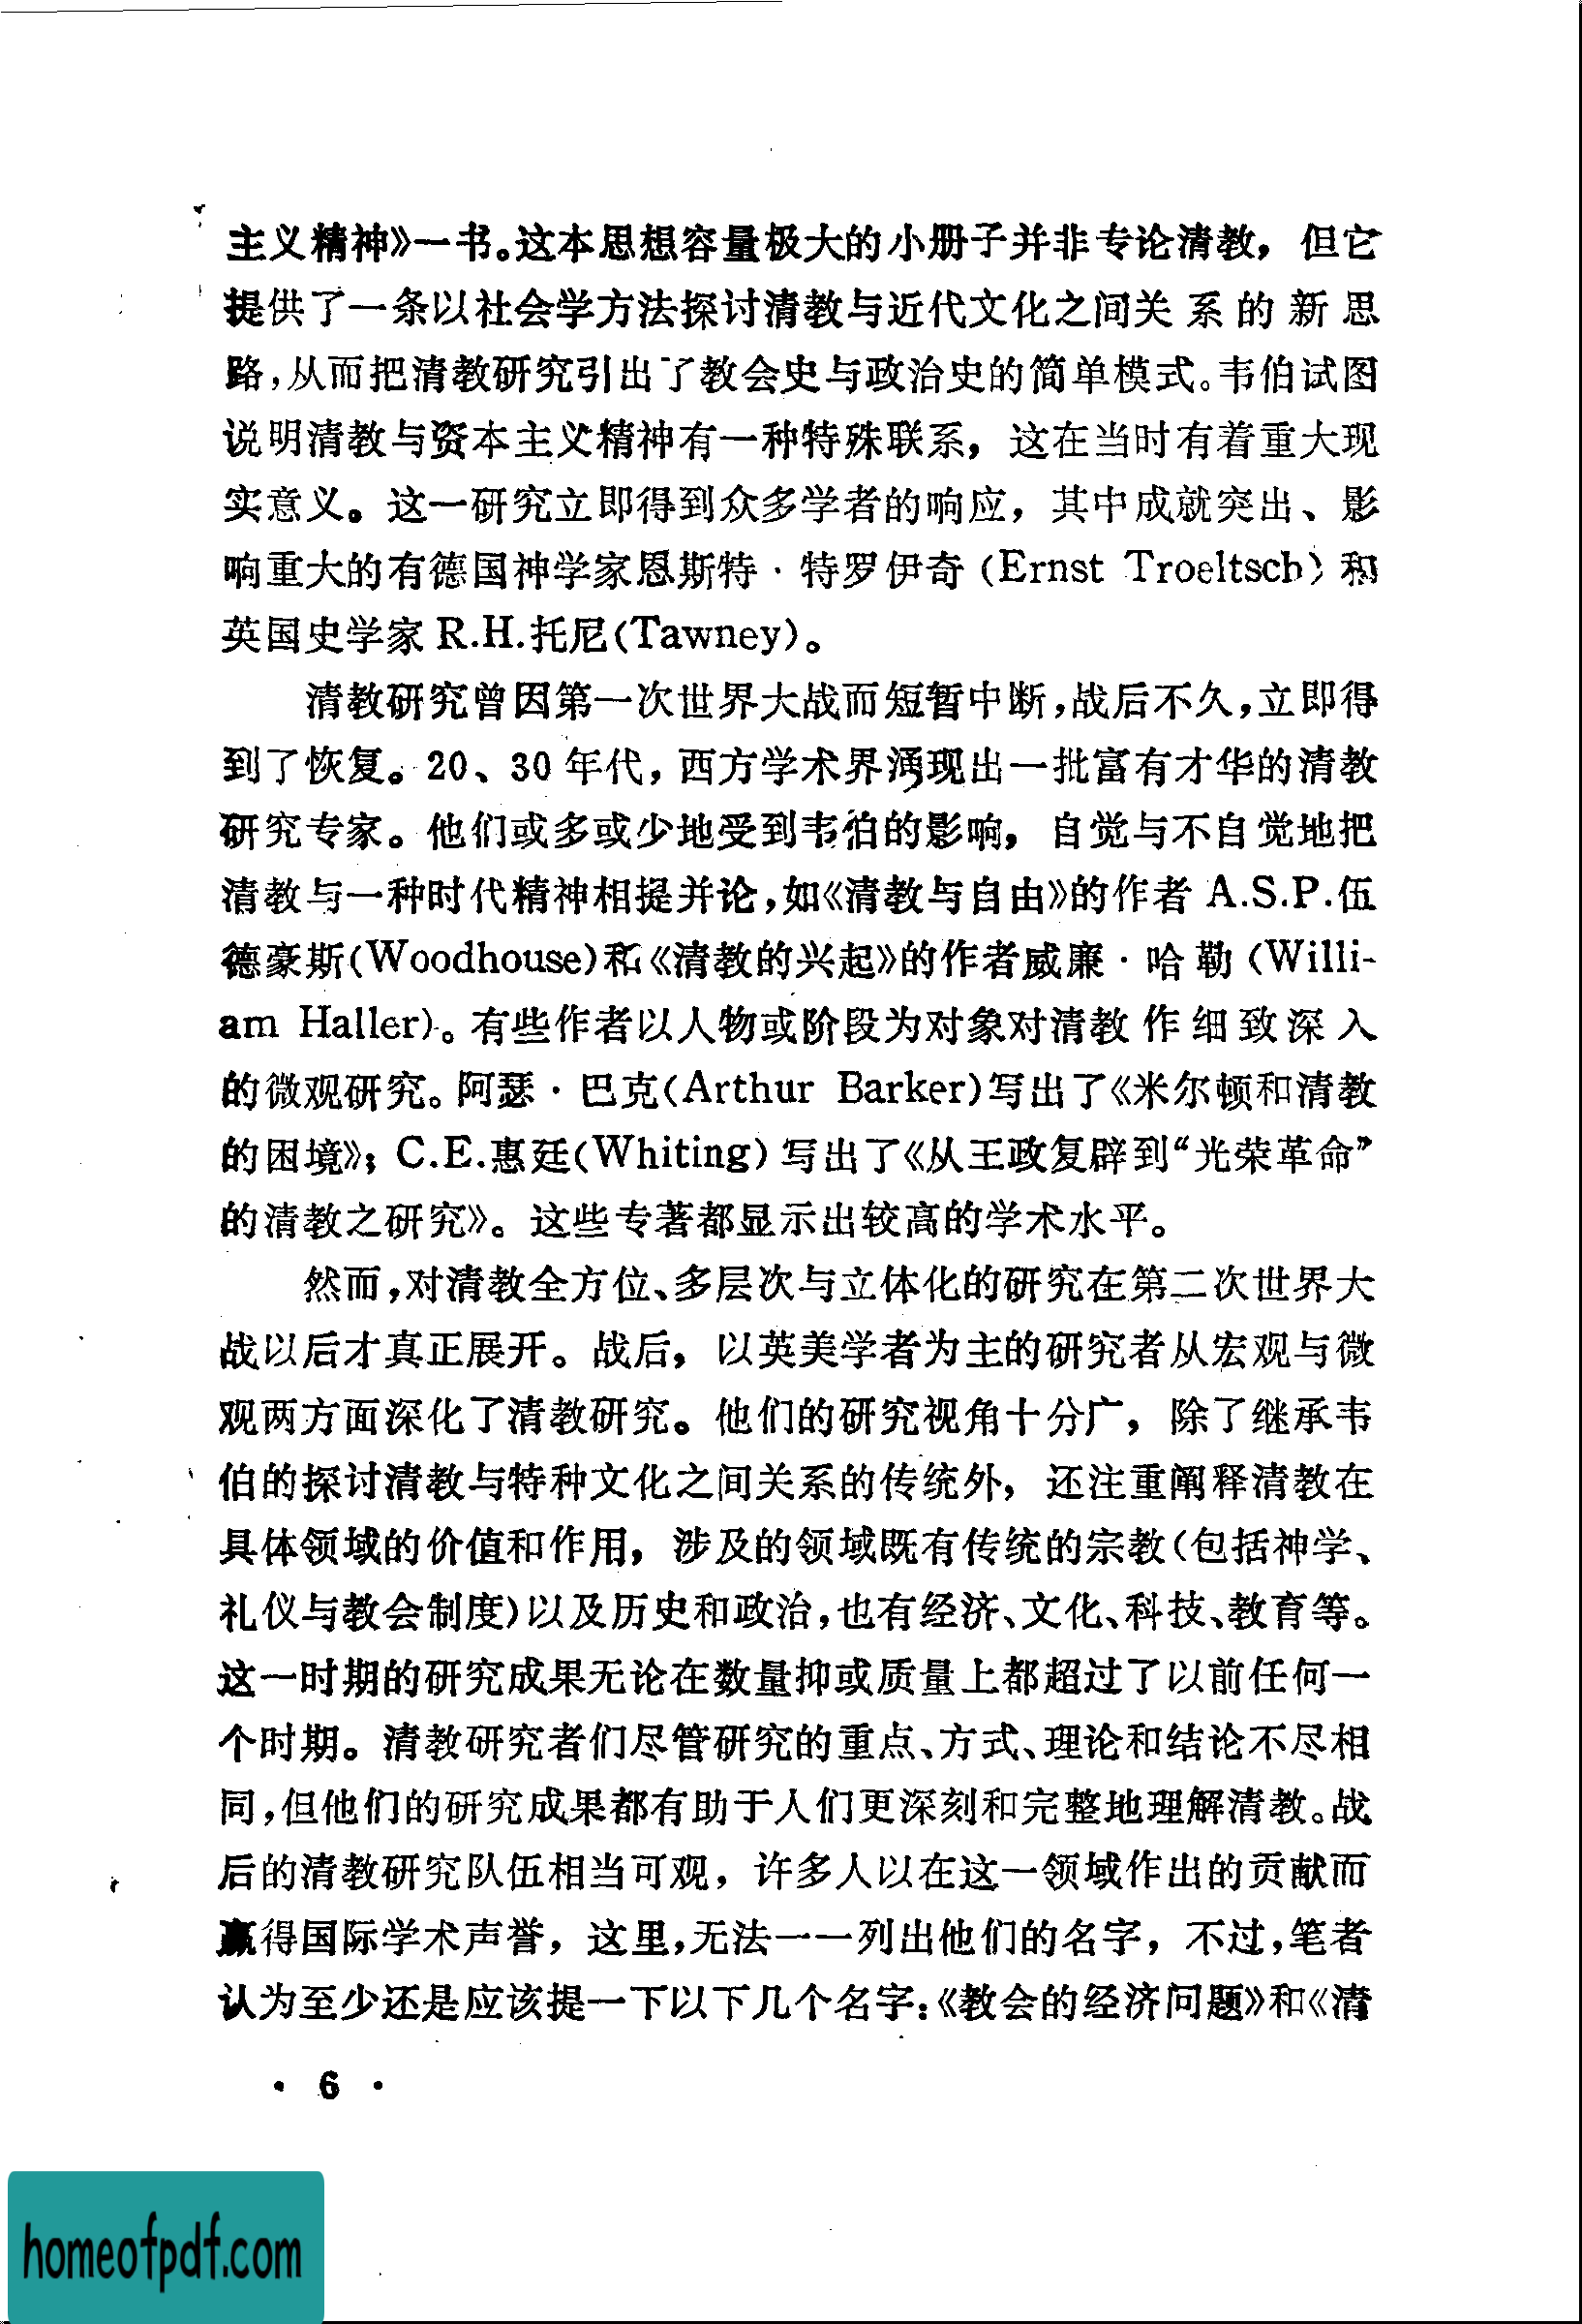 主义精神》一书。这本思想容量极大的小册子并非专论清教，但它
提供了一条以社会学方法探讨清教与近代文化之间关系的新思
路，从而把清教研究引出了教会史与政治史的简单模式。韦伯试图
说明清教与资本主义精神有一种特殊联系，这在当时有着重大现
实意义。这一研究立即得到众多学者的响应，其中成就突出、影
响重大的有德国神学家恩斯特·特罗伊奇（Ernst Troeltsch）和
英国史学家R.H.托尼（Tawney）。
清教研究曾因第一次世界大战而短暂中断，战后不久，立即得
到了恢复。20、30年代，西方学术界涌现出一批富有才华的清教
研究专家。他们或多或少地受到韦伯的影响，自觉与不自觉地把
清教与一种时代精神相提并论，如《清教与自由》的作者A.S.P.伍
德豪斯（Woodhouse）和《清教的兴起》的作者威廉·哈勒（Willi-
am Haller）。有些作者以人物或阶段为对象对清教作细致深入
的微观研究。阿瑟·巴克（Arthur Barker）写出了《米尔顿和清教
的困境》；C.E.惠廷（Whiting）写出了《从王政复辟到“光荣革命”
的清教之研究》。这些专著都显示出较高的学术水平。
然而，对清教全方位、多层次与立体化的研究在第二次世界大
战以后才真正展开。战后，以英美学者为主的研究者从宏观与微
观两方面深化了清教研究。他们的研究视角十分广，除了继承韦
伯的探讨清教与特种文化之间关系的传统外，还注重阐释清教在
具体领域的价值和作用，涉及的领域既有传统的宗教（包括神学、
礼仪与教会制度）以及历史和政治，也有经济、文化、科技、教育等。
这一时期的研究成果无论在数量抑或质量上都超过了以前任何一
个时期。清教研究者们尽管研究的重点、方式、理论和结论不尽相
同，但他们的研究成果都有助于人们更深刻和完整地理解清教。战
后的清教研究队伍相当可观，许多人以在这一领域作出的贡献而
赢得国际学术声誉，这里，无法一一列出他们的名字，不过，笔者
认为至少还是应该提一下以下几个名字：《教会的经济问题》和《清
· 6 ·
homeofpdf.com